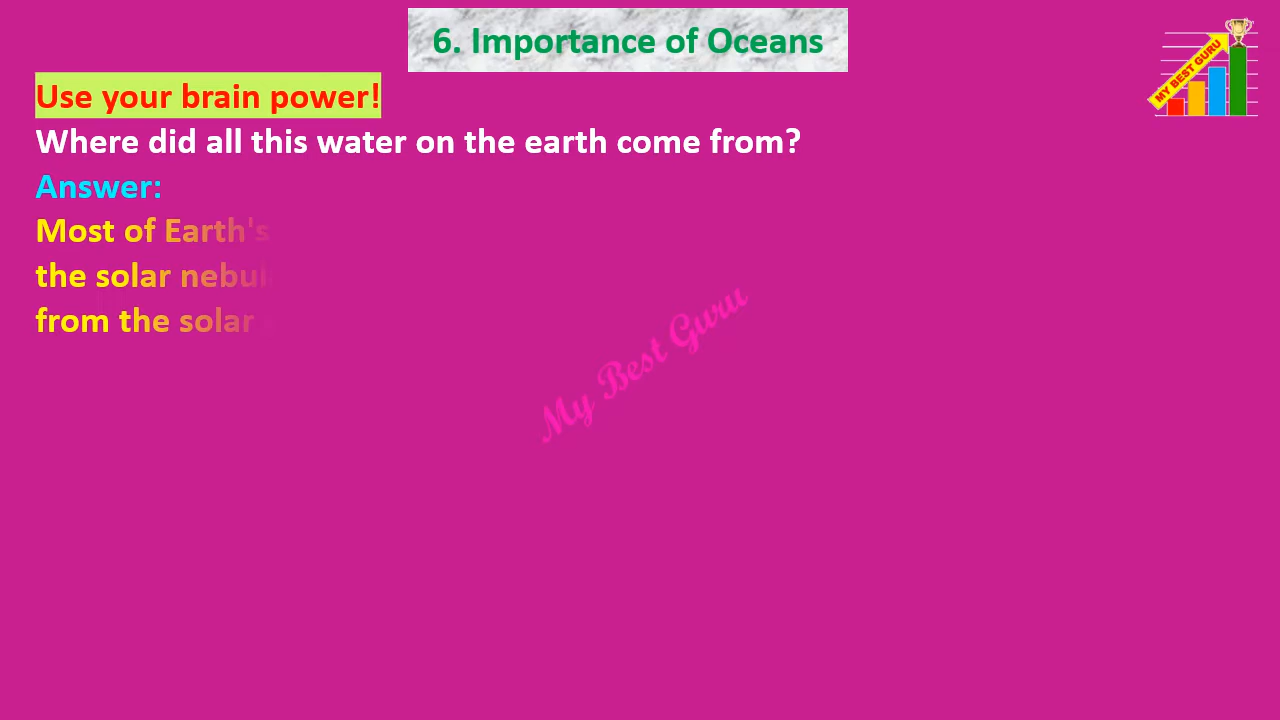 6. Importance of Oceans
MY BEST GURU
Use your brain power!
Where did all this water on the earth come from?
Answer:
Most of Earth's
the solar
from the solar
My Best Guru